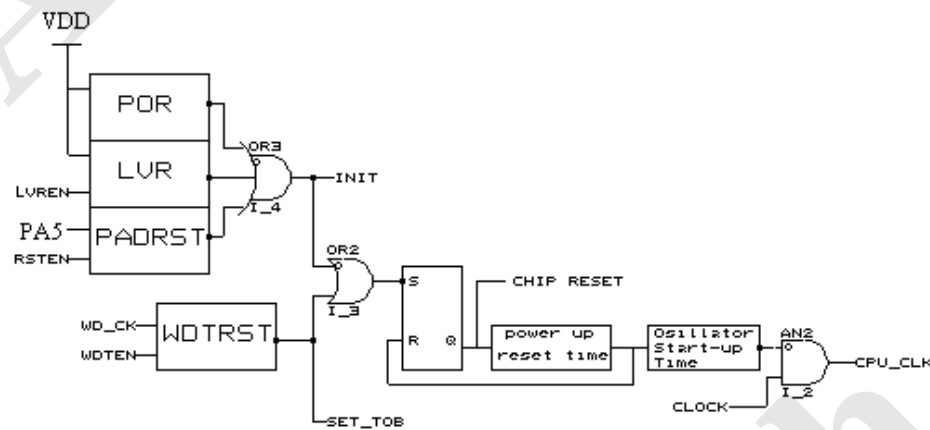 VDD
POR
OR3
LVR
INIT
LVREN
I_4
PA5
PADRST
RSTEN
OR2
S
CHIP RESET
I_3
WD_CK
WDTRST
WDTEN
R
Q
power up
reset time
Osillator
Start-up
Time
AN2
CPU_CLK
I_2
CLOCK
SET_TOB